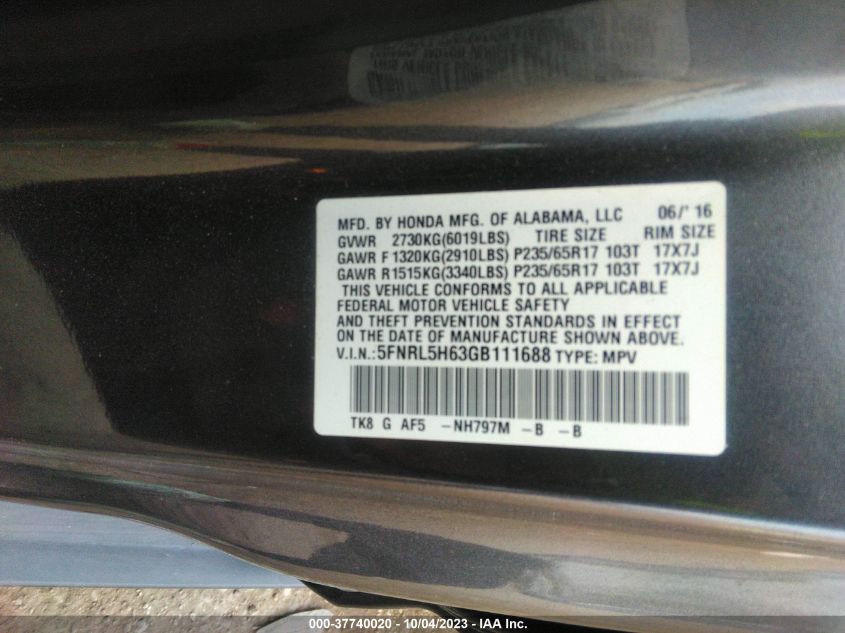 MFD. BY HONDA MFG. OF ALABAMA, LLC 06/' 16
GVWR 2730KG(6019LBS) TIRE SIZE RIM SIZE
GAWR F 1320KG(2910LBS) P235/65R17 103T 17X7J
GAWR R1515KG(3340LBS) P235/65R17 103T 17X7J
THIS VEHICLE CONFORMS TO ALL APPLICABLE
FEDERAL MOTOR VEHICLE SAFETY
AND THEFT PREVENTION STANDARDS IN EFFECT
ON THE DATE OF MANUFACTURE SHOWN ABOVE.
V.I.N.:5FNRL5H63GB111688 TYPE: MPV
TK8 G AF5 -NH797M -B -B
000-37740020 - 10/04/2023 - IAA Inc.